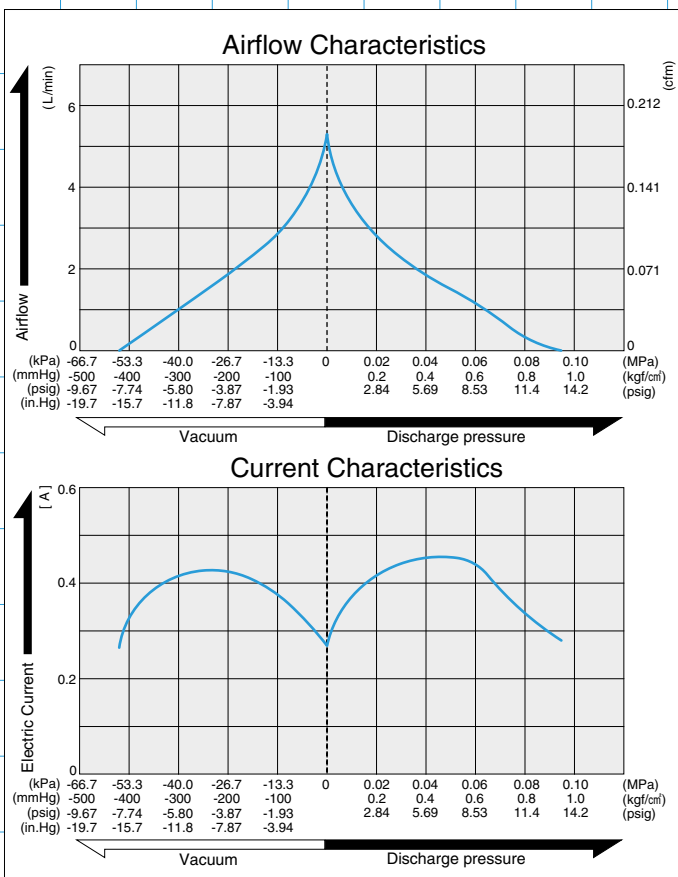 Airflow Characteristics
(L/min)
(cfm)
6
0.212
4
0.141
2
0.071
0
0
Airflow
(kPa) -66.7 -53.3 -40.0 -26.7 -13.3 0 0.02 0.04 0.06 0.08 0.10 (MPa)
(mmHg) -500 -400 -300 -200 -100 0.2 0.4 0.6 0.8 1.0 (kgf/c㎡)
(psig) -9.67 -7.74 -5.80 -3.87 -1.93 2.84 5.69 8.53 11.4 14.2 (psig)
(in.Hg) -19.7 -15.7 -11.8 -7.87 -3.94
Vacuum
Discharge pressure
Current Characteristics
[ A ]
0.6
0.4
0.2
0
Electric Current
(kPa) -66.7 -53.3 -40.0 -26.7 -13.3 0 0.02 0.04 0.06 0.08 0.10 (MPa)
(mmHg) -500 -400 -300 -200 -100 0.2 0.4 0.6 0.8 1.0 (kgf/c㎡)
(psig) -9.67 -7.74 -5.80 -3.87 -1.93 2.84 5.69 8.53 11.4 14.2 (psig)
(in.Hg) -19.7 -15.7 -11.8 -7.87 -3.94
Vacuum
Discharge pressure